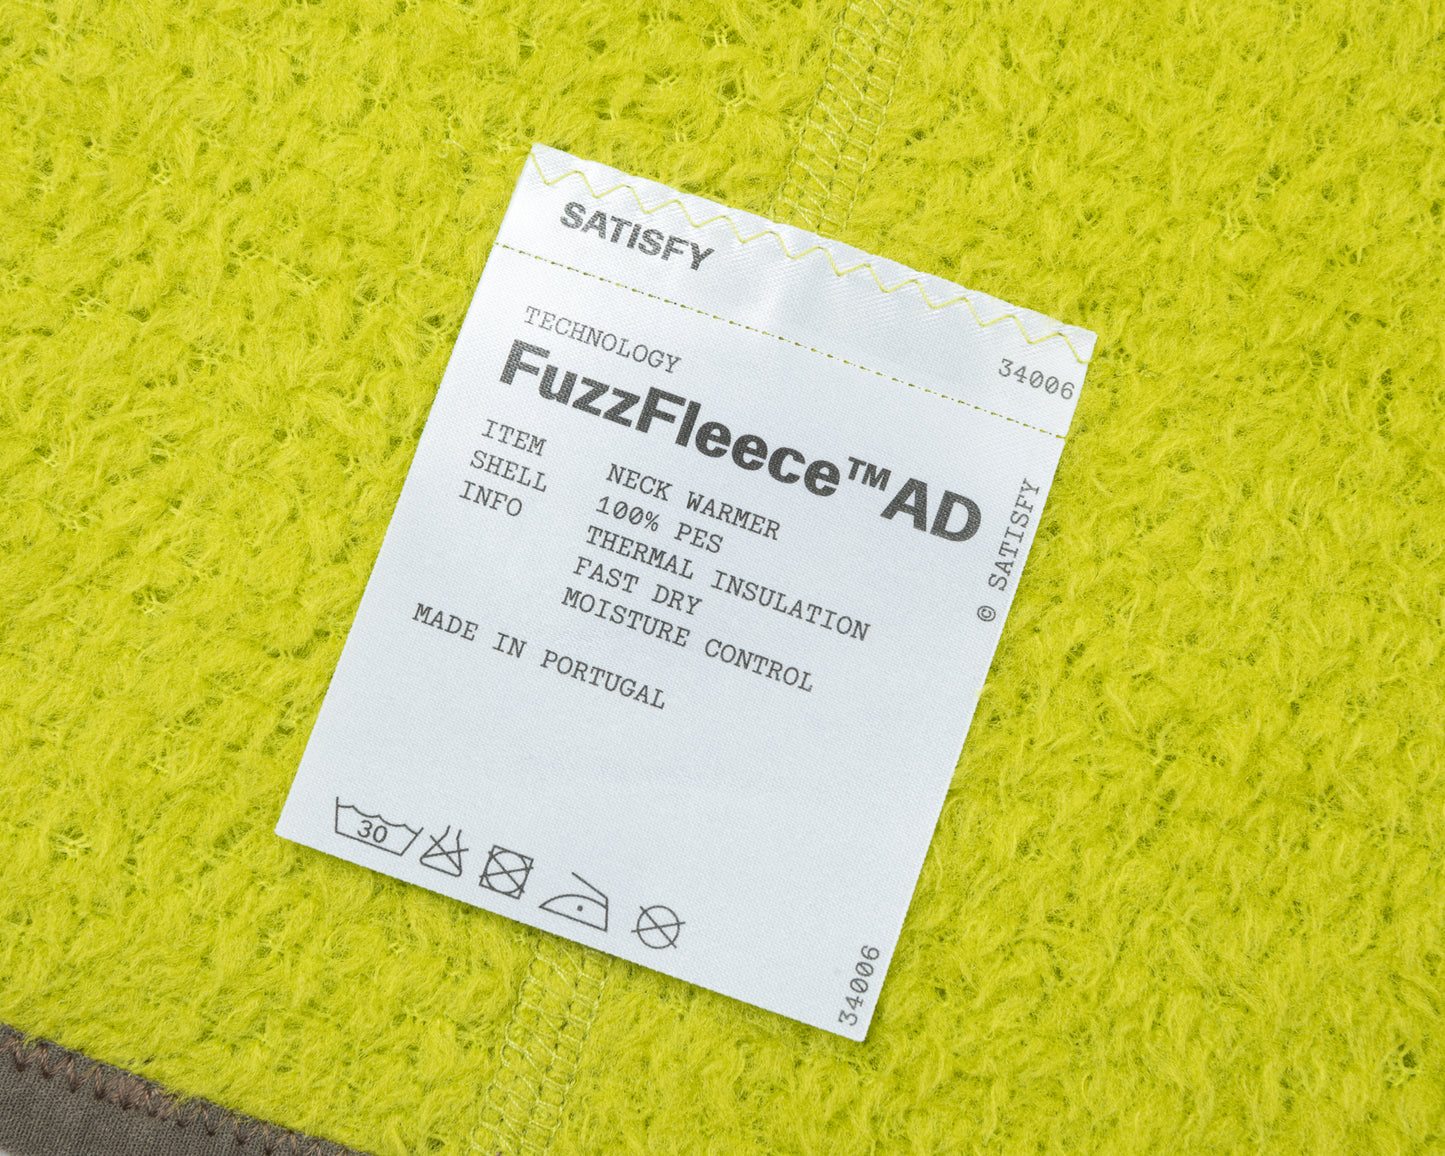 SATISFY
34006
TECHNOLOGY
FuzzFleece™AD
ITEM NECK WARMER
SHELL 100% PES
INFO THERMAL INSULATION
FAST DRY
MOISTURE CONTROL
MADE IN PORTUGAL
© SATISFY
30
34006